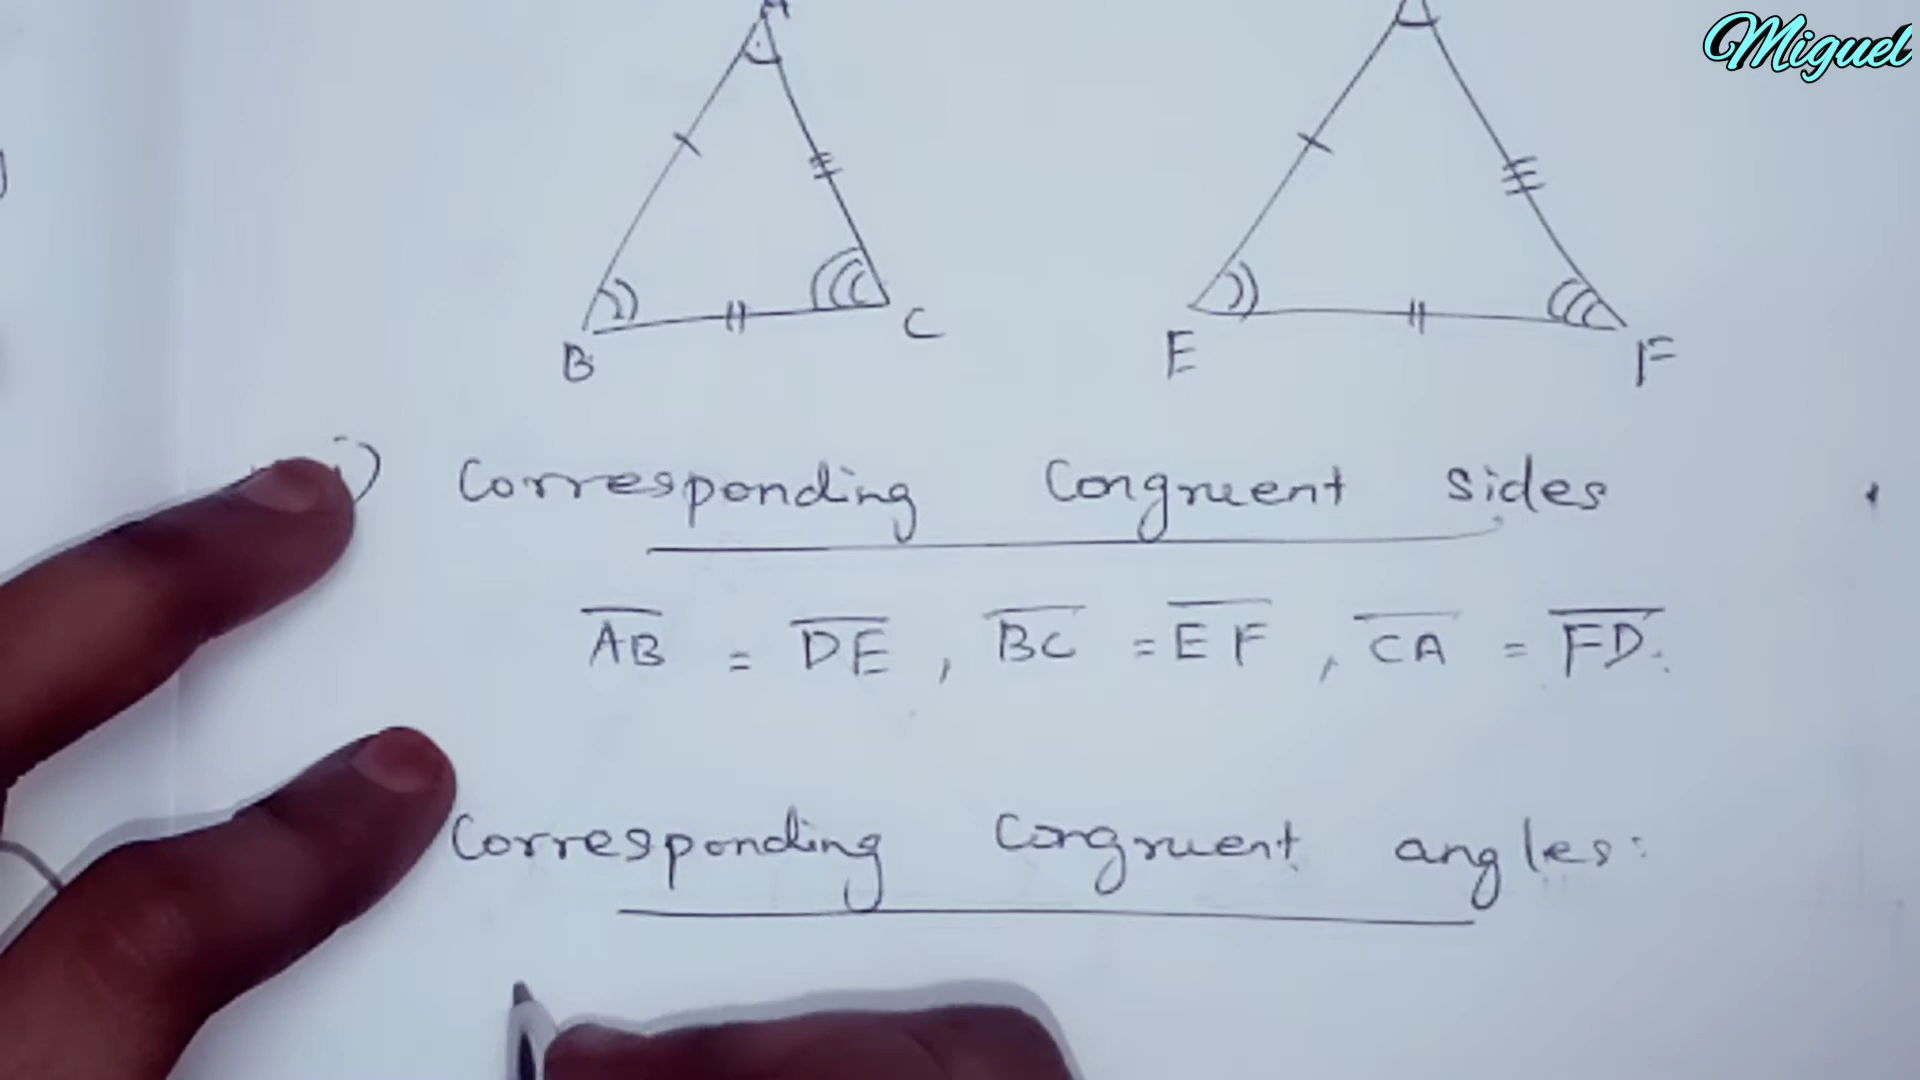 Miguel
A
B
C
E
F
Corresponding Congruent sides
AB = DE, BC = EF, CA = FD.
Corresponding Congruent angles: